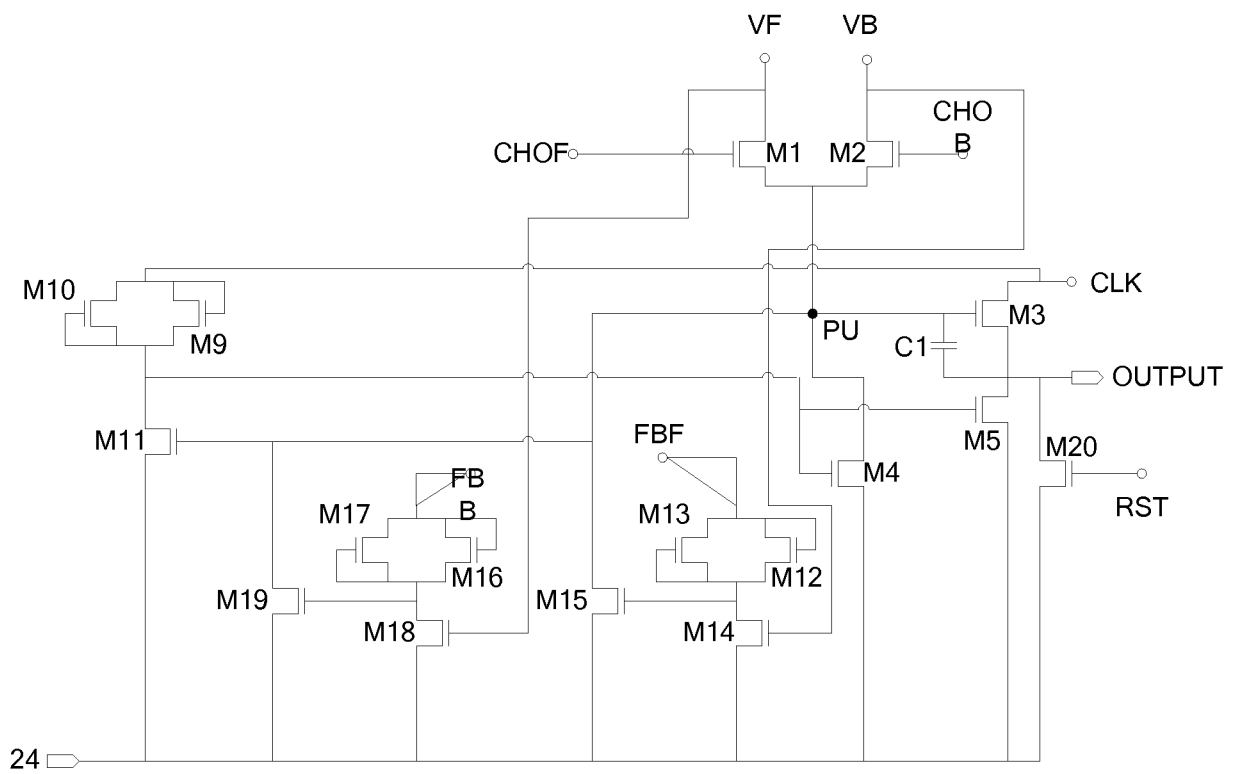 VF VB
CHO
B
CHOF M1 M2
M10 CLK
M3
M9 PU
C1
OUTPUT
M11 FBF M5
M20
FB M4
B RST
M17 M13
M16 M12
M19 M15
M18 M14
24